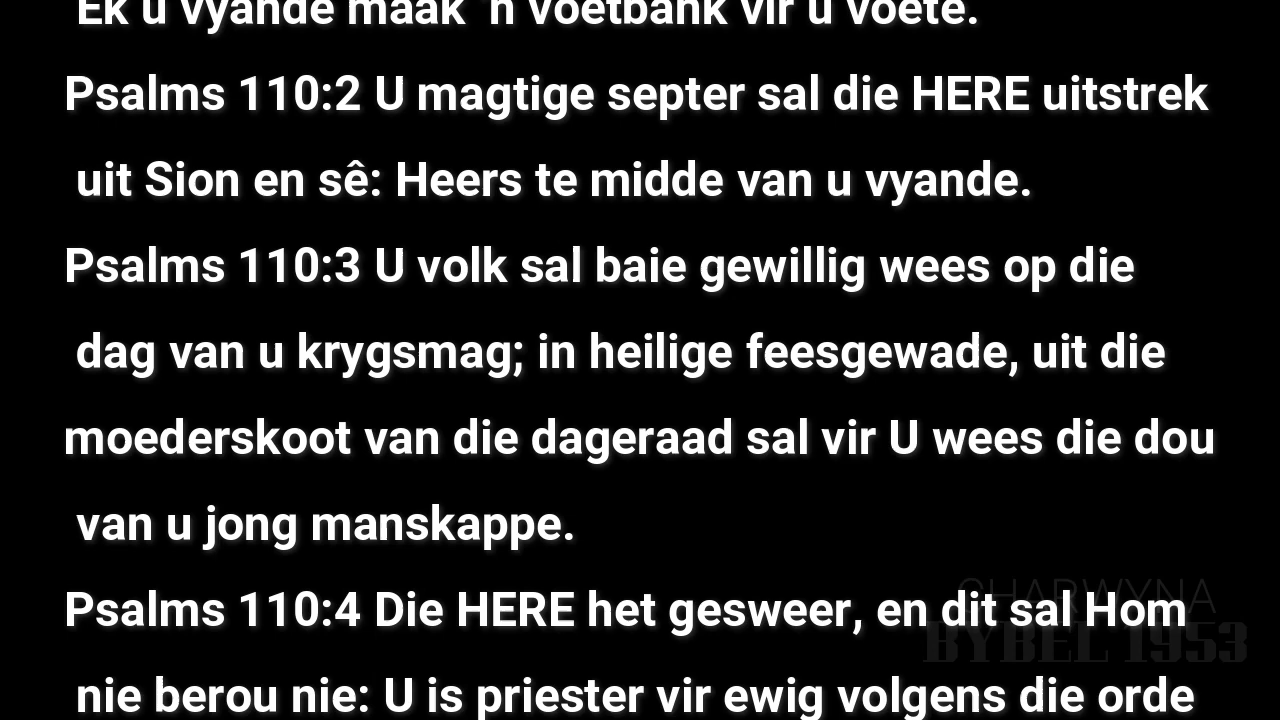 Ek u vyande maak 'n voetbank vir u voete.
Psalms 110:2 U magtige septer sal die HERE uitstrek
uit Sion en sê: Heers te midde van u vyande.
Psalms 110:3 U volk sal baie gewillig wees op die
dag van u krygsmag; in heilige feesgewade, uit die
moederskoot van die dageraad sal vir U wees die dou
van u jong manskappe.
Psalms 110:4 Die HERE het gesweer, en dit sal Hom
nie berou nie: U is priester vir ewig volgens die orde
CHARWYNA
BYBEL 1953